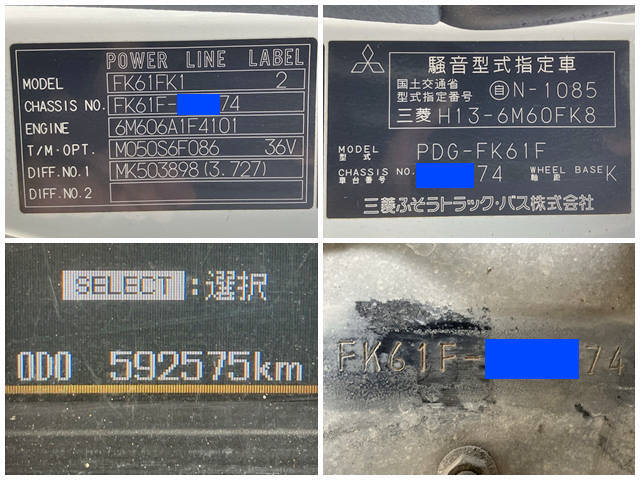 POWER LINE LABEL
MODEL FK61FK1 2
CHASSIS NO. FK61F- 74
ENGINE 6M606A1F4101
T/M・OPT. M050S6F086 36V
DIFF.NO.1 MK503898(3.727)
DIFF.NO.2
騒音型式指定車
国土交通省
型式指定番号 自N-1085
三菱 H13-6M60FK8
MODEL
型式 PDG-FK61F
CHASSIS NO.
車台番号 74 WHEEL BASE
軸距 K
三菱ふそうトラック・バス株式会社
SELECT:選択
ODO 592575km
FK61F- 74